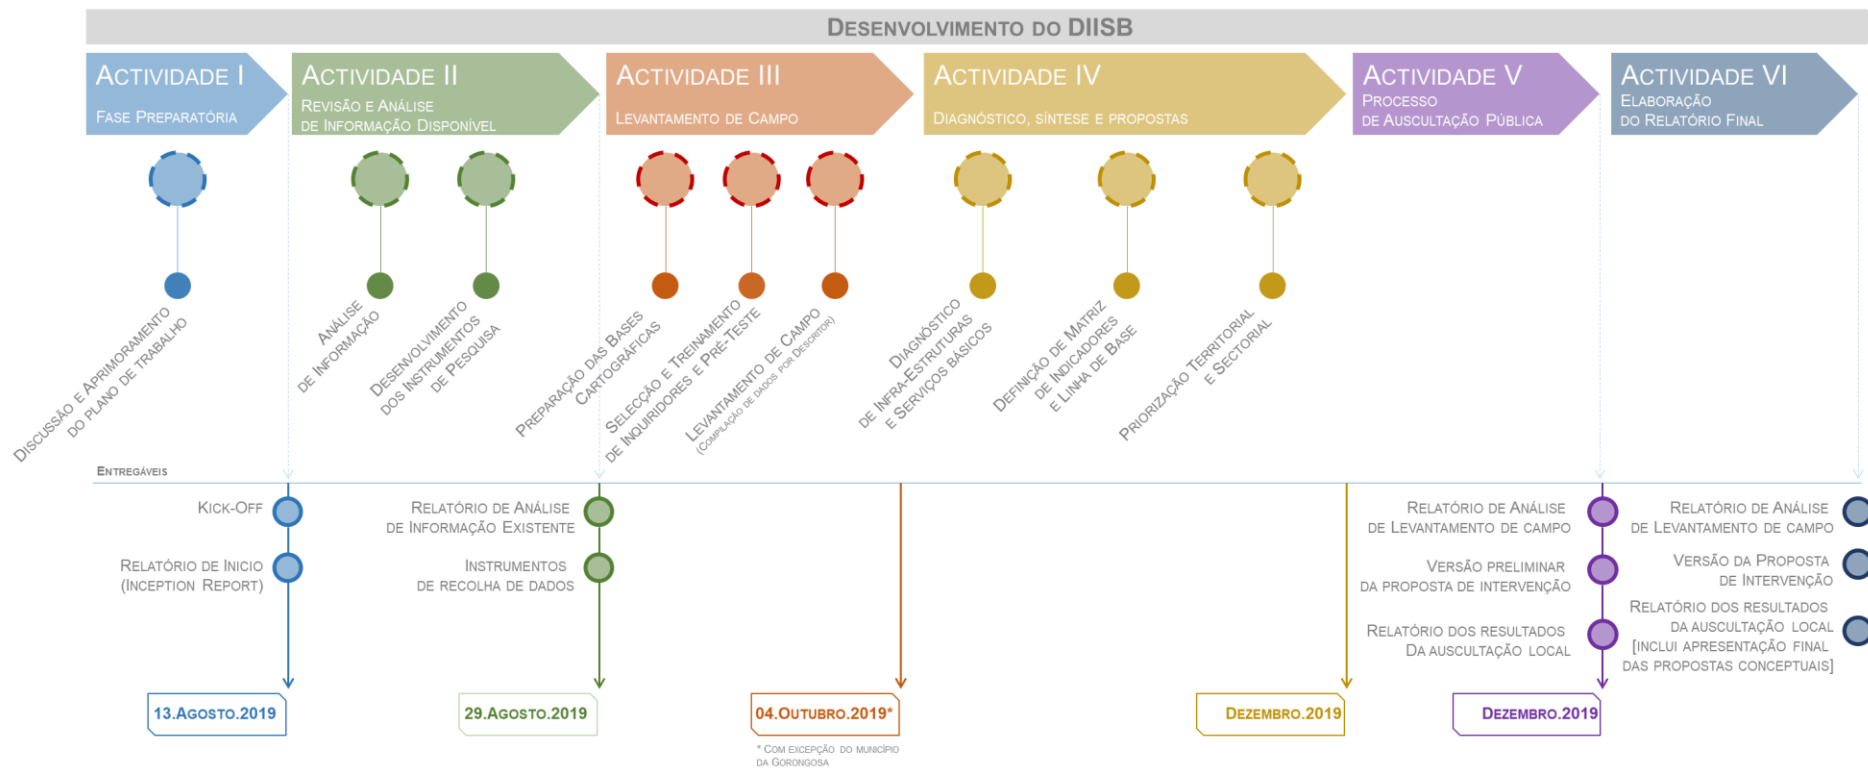 Desenvolvimento do DIISB
Actividade I
Fase Preparatória
Actividade II
Revisão e Análise
de Informação Disponível
Actividade III
Levantamento de Campo
Actividade IV
Diagnóstico, síntese e propostas
Actividade V
Processo
de Auscultação Pública
Actividade VI
Elaboração
do Relatório Final
Discussão e Aprimoramento
do plano de trabalho
Análise
de Informação
Desenvolvimento
dos Instrumentos
de Pesquisa
Preparação das Bases
Cartográficas
Selecção e Treinamento
de Inquiridores e Pré-Teste
Levantamento de Campo
(Compilação de dados por Descritor)
Diagnóstico
de Infra-Estruturas
e Serviços básicos
Definição de Matriz
de Indicadores
e Linha de Base
Priorização Territorial
e Sectorial
Entregáveis
Kick-Off
Relatório de Inicio
(Inception Report)
Relatório de Análise
de Informação Existente
Instrumentos
de recolha de dados
Relatório de Análise
de Levantamento de campo
Versão preliminar
da proposta de intervenção
Relatório dos resultados
Da auscultação local
Relatório de Análise
de Levantamento de campo
Versão da Proposta
de Intervenção
Relatório dos resultados
da auscultação local
[inclui apresentação final
das propostas conceptuais]
13.Agosto.2019
29.Agosto.2019
04.Outubro.2019*
Dezembro.2019
Dezembro.2019
* Com excepção do município
da Gorongosa